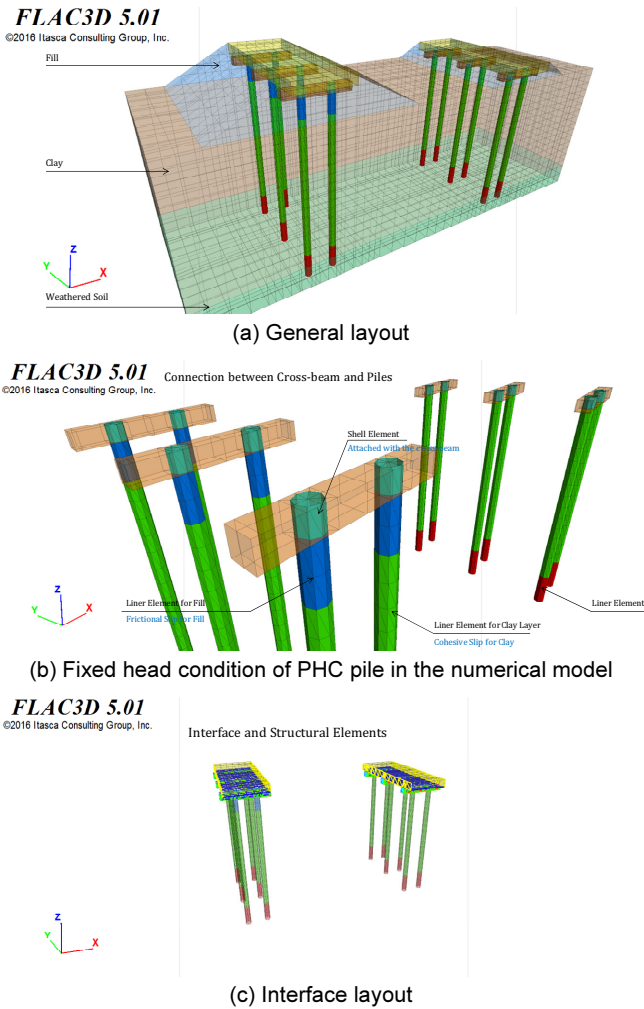 FLAC3D 5.01
©2016 Itasca Consulting Group, Inc.
Fill
Clay
Z
Y
X
Weathered Soil
(a) General layout
FLAC3D 5.01
©2016 Itasca Consulting Group, Inc.
Connection between Cross-beam and Piles
Shell Element
Attached with the cross-beam
Liner Element for Fill
Frictional Slip for Fill
Liner Element for Clay Layer
Cohesive Slip for Clay
Liner Element
Z
Y
X
(b) Fixed head condition of PHC pile in the numerical model
FLAC3D 5.01
©2016 Itasca Consulting Group, Inc.
Interface and Structural Elements
Z
Y
X
(c) Interface layout